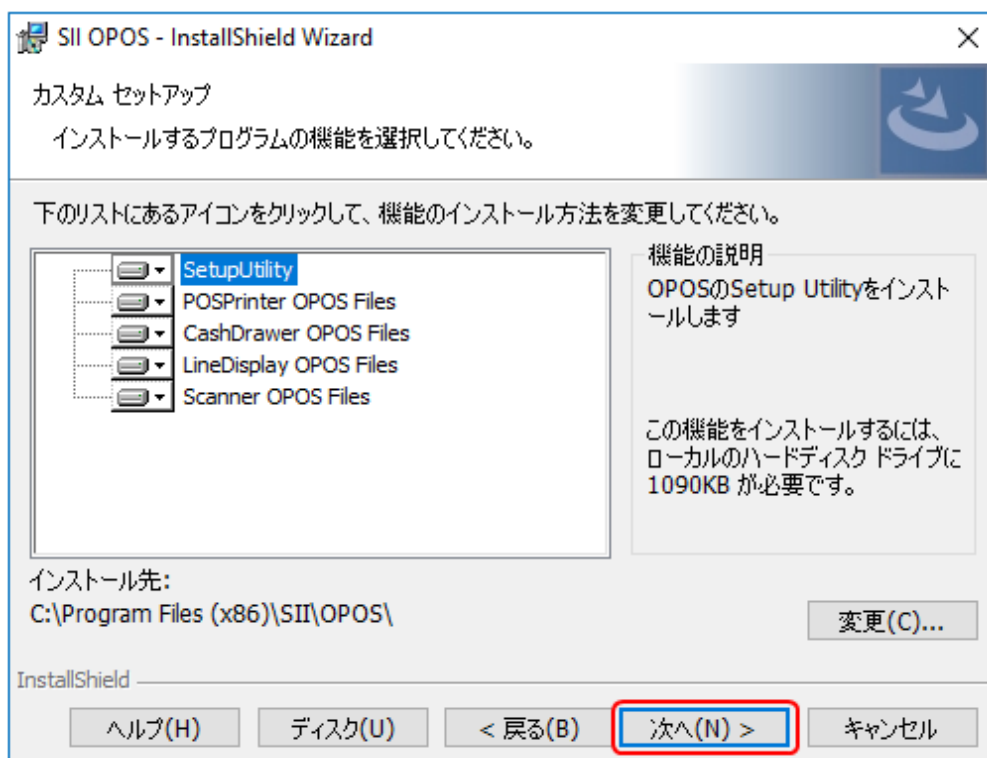 SII OPOS - InstallShield Wizard
カスタム セットアップ
インストールするプログラムの機能を選択してください。
下のリストにあるアイコンをクリックして、機能のインストール方法を変更してください。
SetupUtility
POSPrinter OPOS Files
CashDrawer OPOS Files
LineDisplay OPOS Files
Scanner OPOS Files
機能の説明
OPOSのSetup Utilityをインスト
ールします
この機能をインストールするには、
ローカルのハードディスク ドライブに
1090KB が必要です。
インストール先:
C:\Program Files (x86)\SII\OPOS\
変更(C)...
InstallShield
ヘルプ(H)
ディスク(U)
< 戻る(B)
次へ(N) >
キャンセル